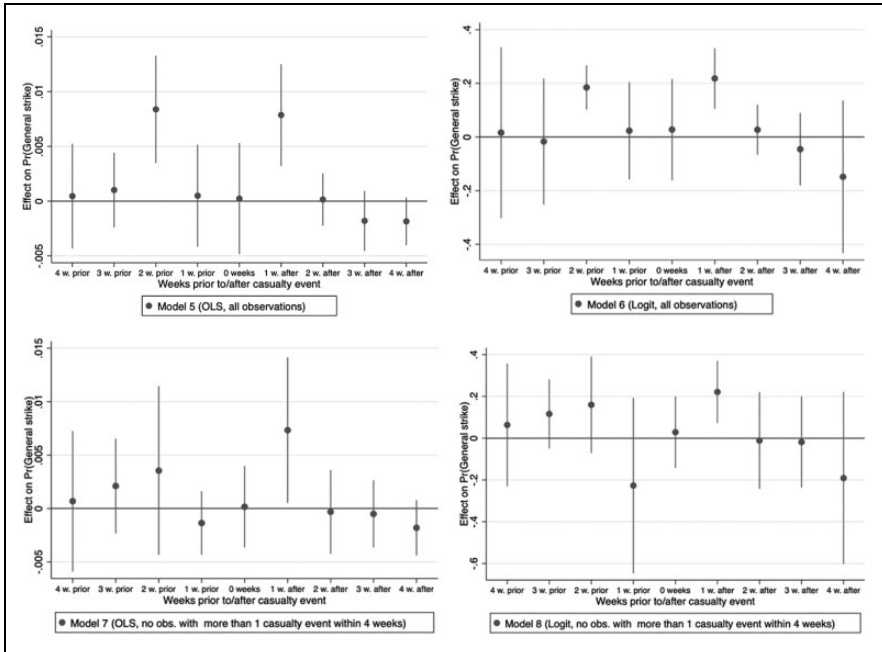 .015
.01
.005
0
-.005
Effect on Pr(General strike)
4 w. prior 3 w. prior 2 w. prior 1 w. prior 0 weeks 1 w. after 2 w. after 3 w. after 4 w. after
Weeks prior to/after casualty event
Model 5 (OLS, all observations)
.4
.2
0
-.2
-.4
Effect on Pr(General strike)
4 w. prior 3 w. prior 2 w. prior 1 w. prior 0 weeks 1 w. after 2 w. after 3 w. after 4 w. after
Weeks prior to/after casualty event
Model 6 (Logit, all observations)
.015
.01
.005
0
-.005
Effect on Pr(General strike)
4 w. prior 3 w. prior 2 w. prior 1 w. prior 0 weeks 1 w. after 2 w. after 3 w. after 4 w. after
Weeks prior to/after casualty event
Model 7 (OLS, no obs. with more than 1 casualty event within 4 weeks)
.4
.2
0
-.2
-.4
-.6
Effect on Pr(General strike)
4 w. prior 3 w. prior 2 w. prior 1 w. prior 0 weeks 1 w. after 2 w. after 3 w. after 4 w. after
Weeks prior to/after casualty event
Model 8 (Logit, no obs. with more than 1 casualty event within 4 weeks)